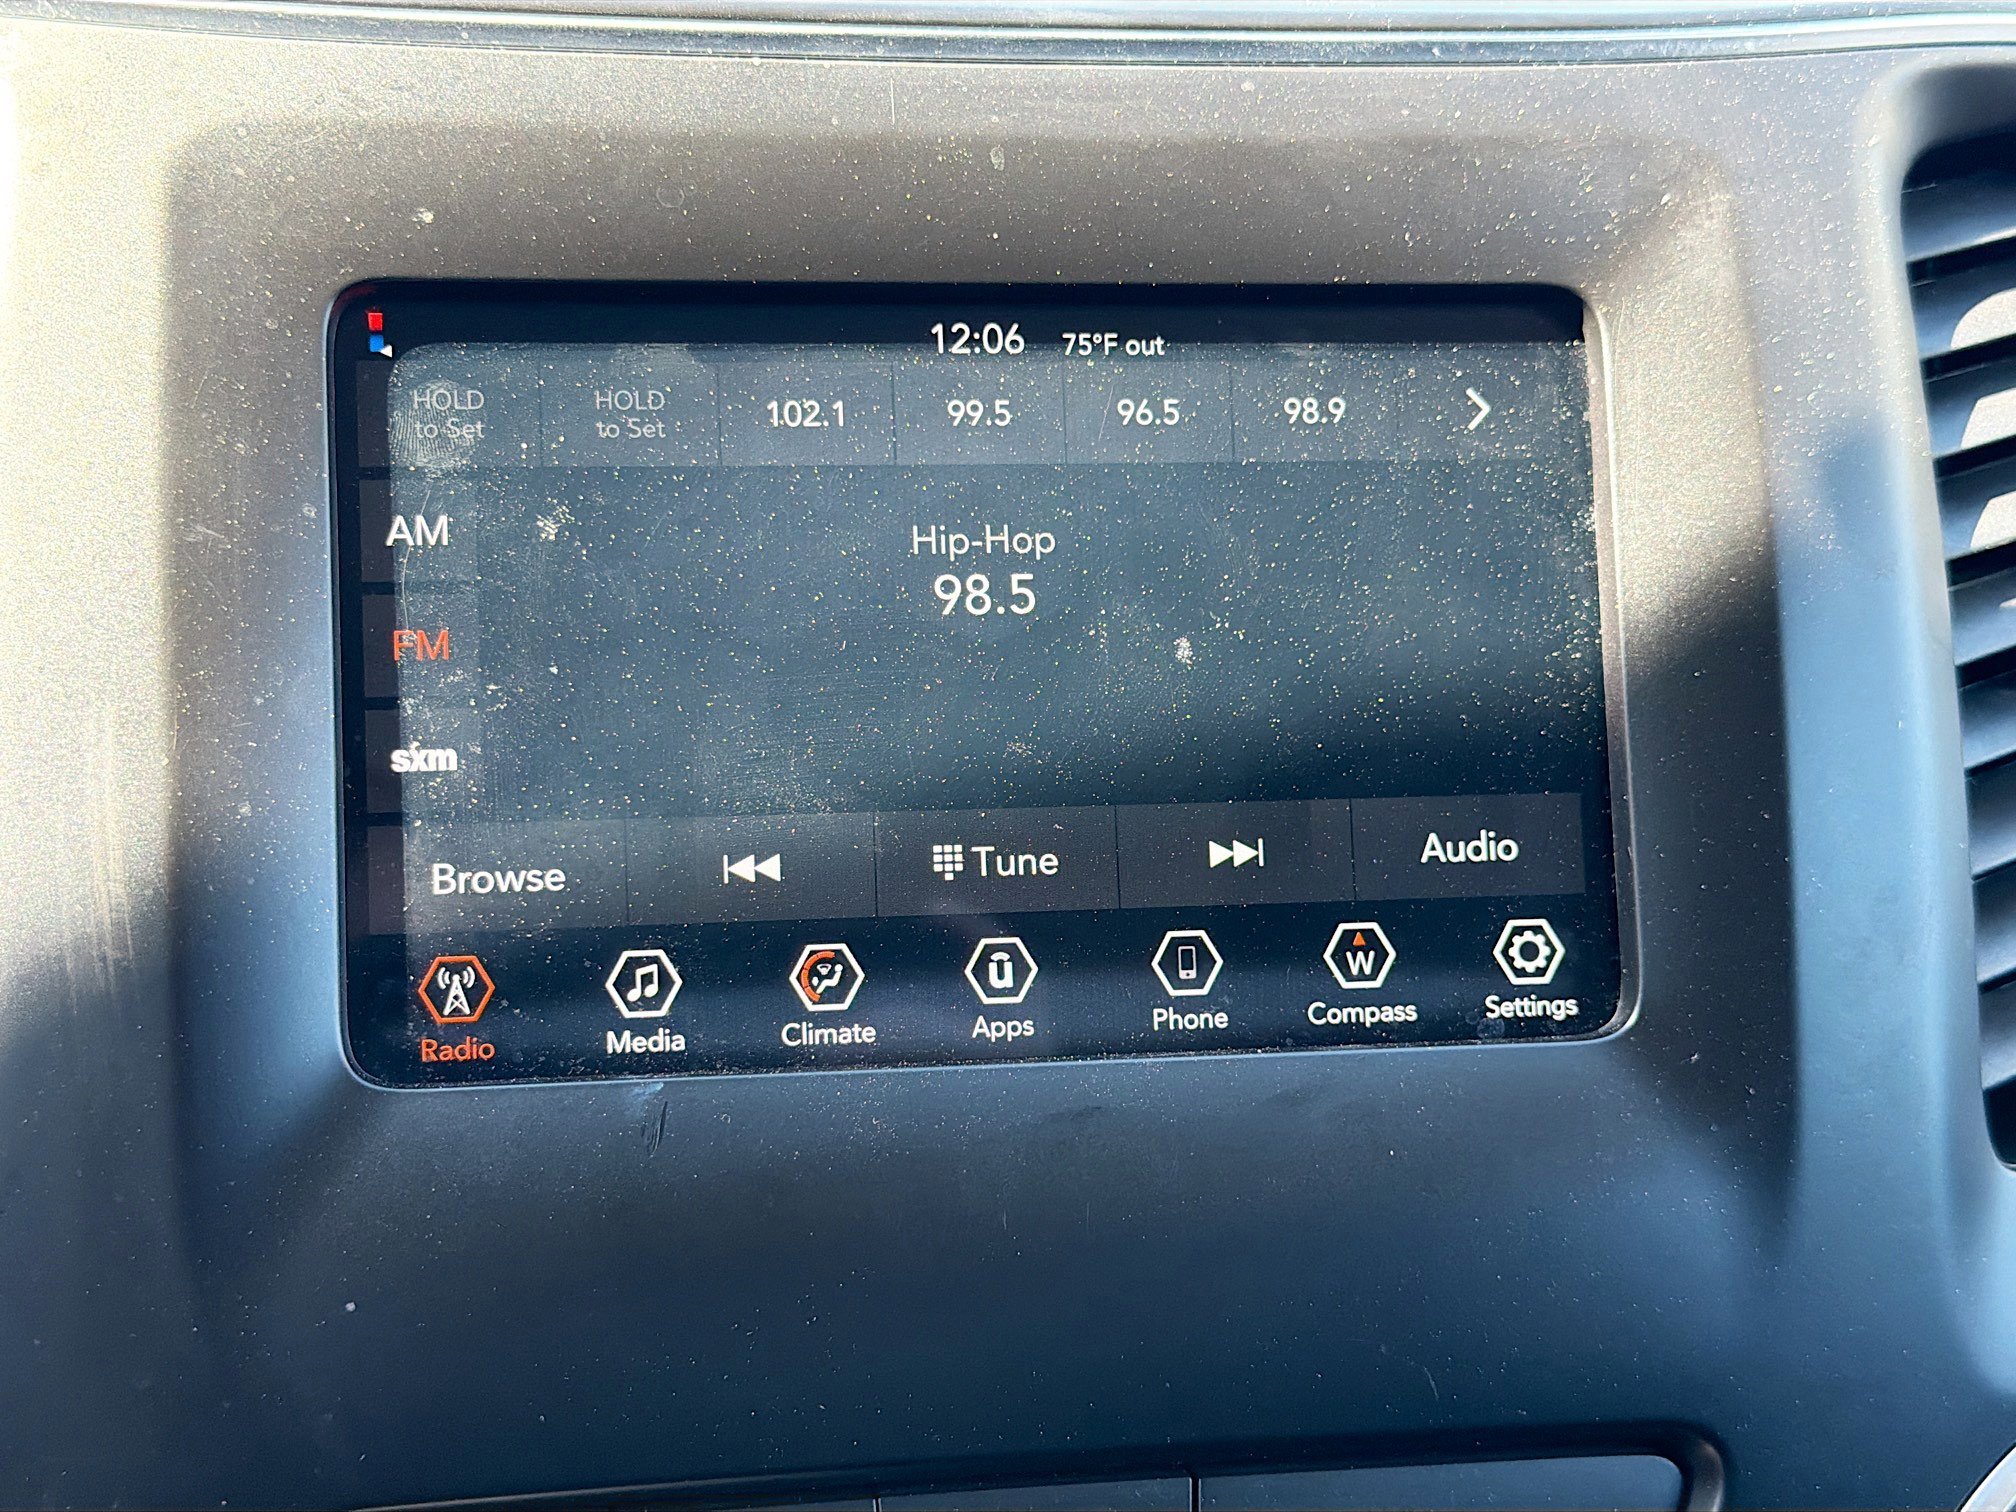 12:06 75°F out
HOLD
to Set
HOLD
to Set
102.1
99.5
96.5
98.9
AM
FM
sxm
Hip-Hop
98.5
Browse
Tune
Audio
Radio
Media
Climate
u
Apps
Phone
W
Compass
Settings